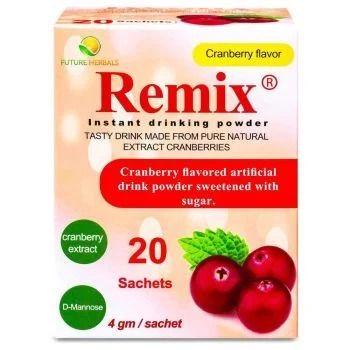 FUTURE HERBALS
Cranberry flavor
Remix®
Instant drinking powder
TASTY DRINK MADE FROM PURE NATURAL
EXTRACT CRANBERRIES
Cranberry flavored artificial
drink powder sweetened with
sugar.
cranberry
extract
20
Sachets
D-Mannose
4 gm / sachet